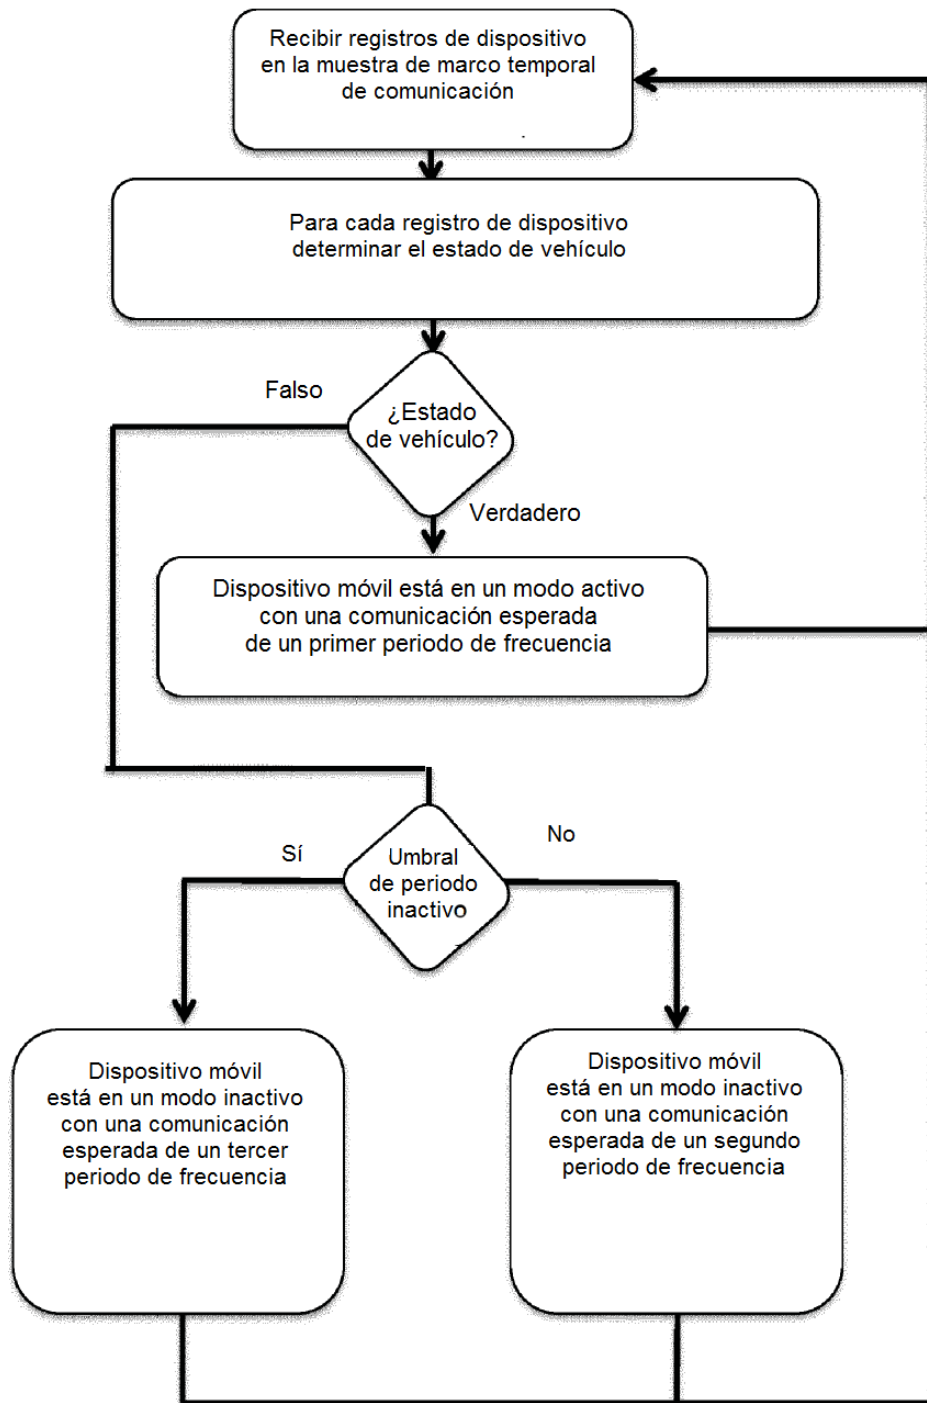 Recibir registros de dispositivo
en la muestra de marco temporal
de comunicación
Para cada registro de dispositivo
determinar el estado de vehículo
Falso
¿Estado
de vehículo?
Verdadero
Dispositivo móvil está en un modo activo
con una comunicación esperada
de un primer periodo de frecuencia
Sí
Umbral
de periodo
inactivo
No
Dispositivo móvil
está en un modo inactivo
con una comunicación
esperada de un tercer
periodo de frecuencia
Dispositivo móvil
está en un modo inactivo
con una comunicación
esperada de un segundo
periodo de frecuencia